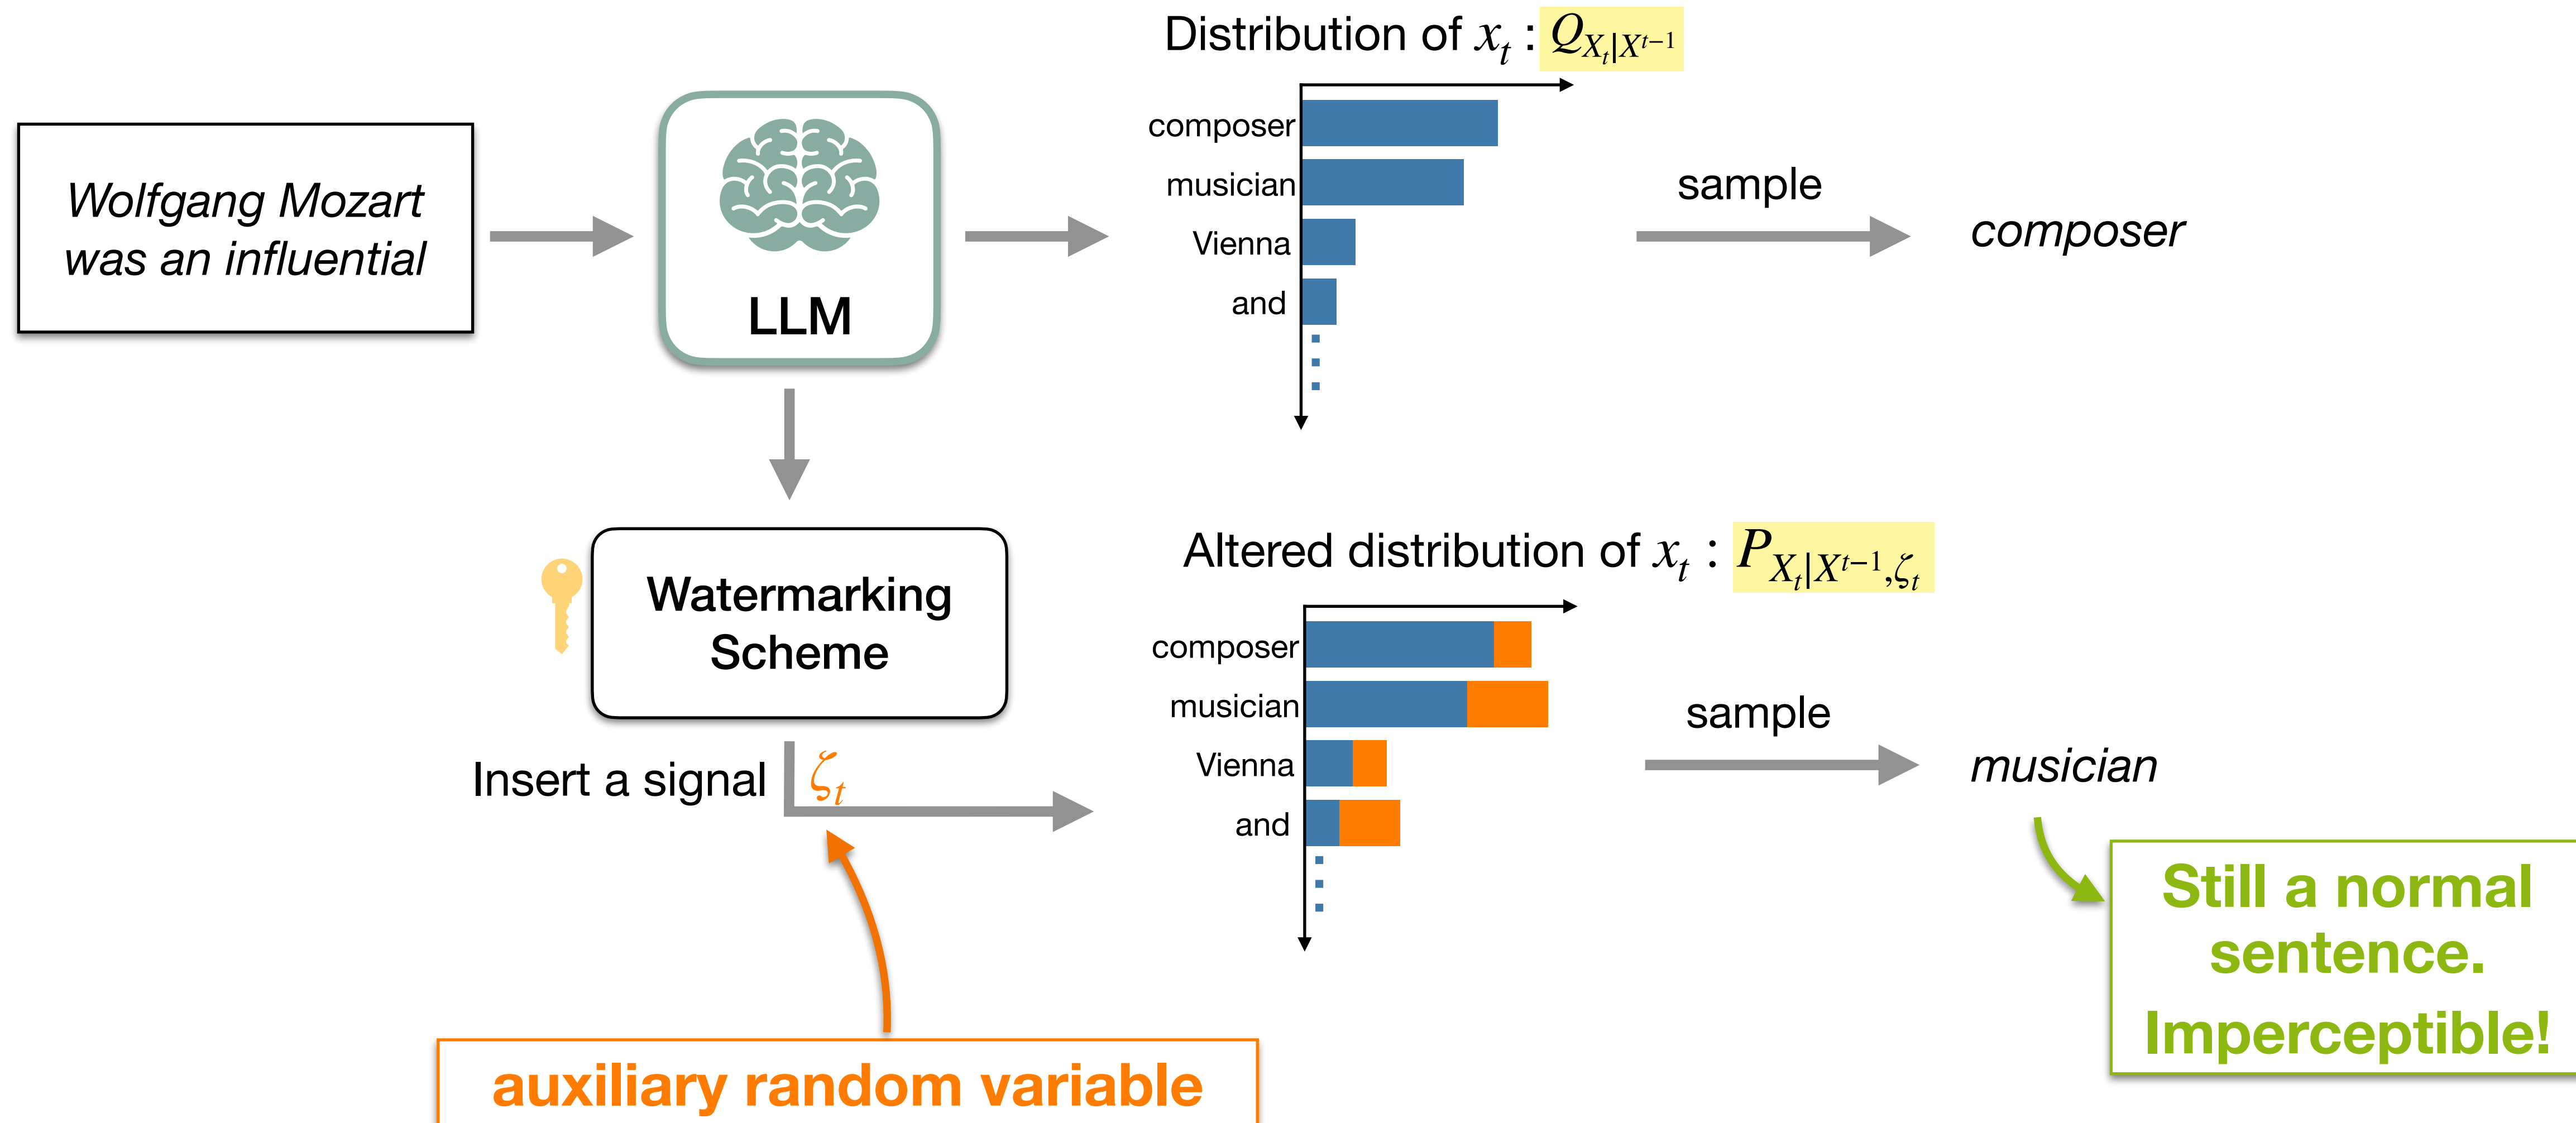 Distribution of x_t : Q_{X_t|X^{t−1}}
Wolfgang Mozart
was an influential
LLM
composer
musician
Vienna
and
sample
composer
Watermarking
Scheme
Insert a signal ζ_t
auxiliary random variable
Altered distribution of x_t : P_{X_t|X^{t−1},ζ_t}
composer
musician
Vienna
and
sample
musician
Still a normal
sentence.
Imperceptible!